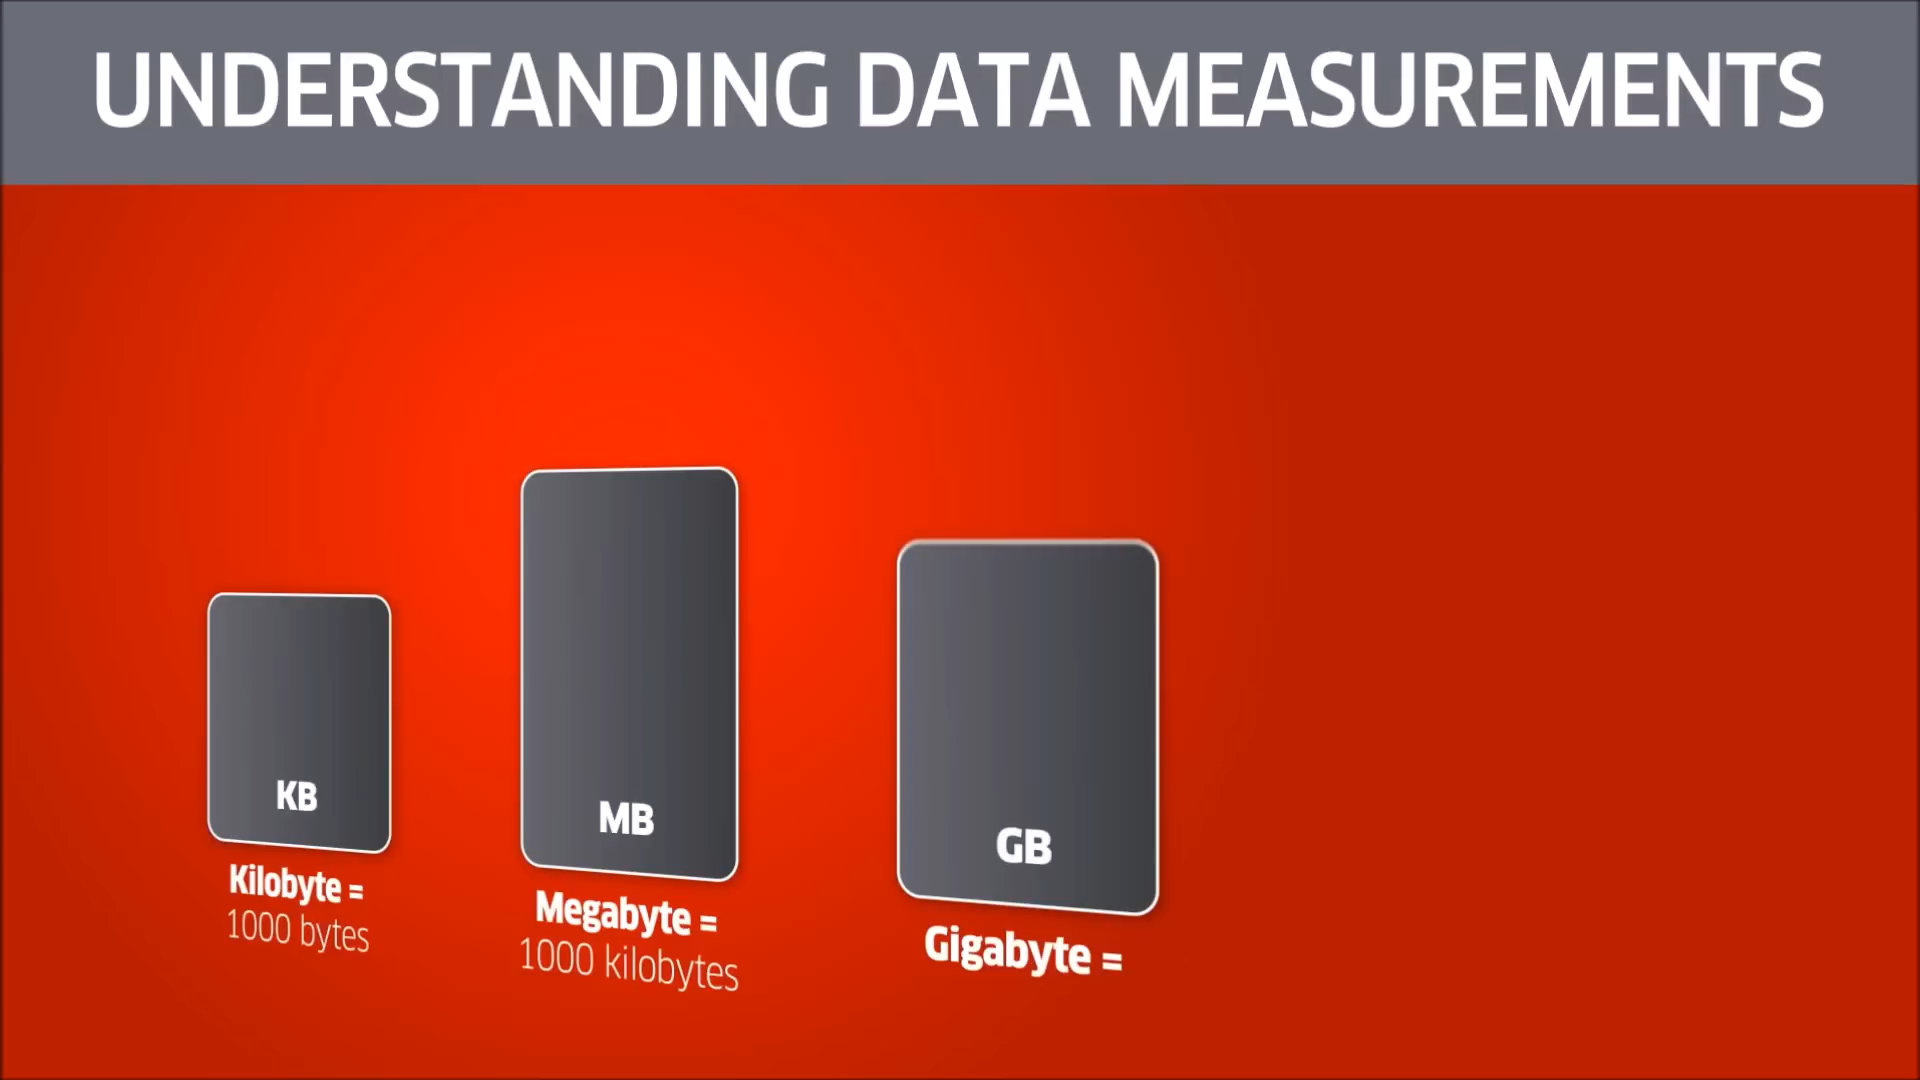 UNDERSTANDING DATA MEASUREMENTS
KB
Kilobyte =
1000 bytes
MB
Megabyte =
1000 kilobytes
GB
Gigabyte =